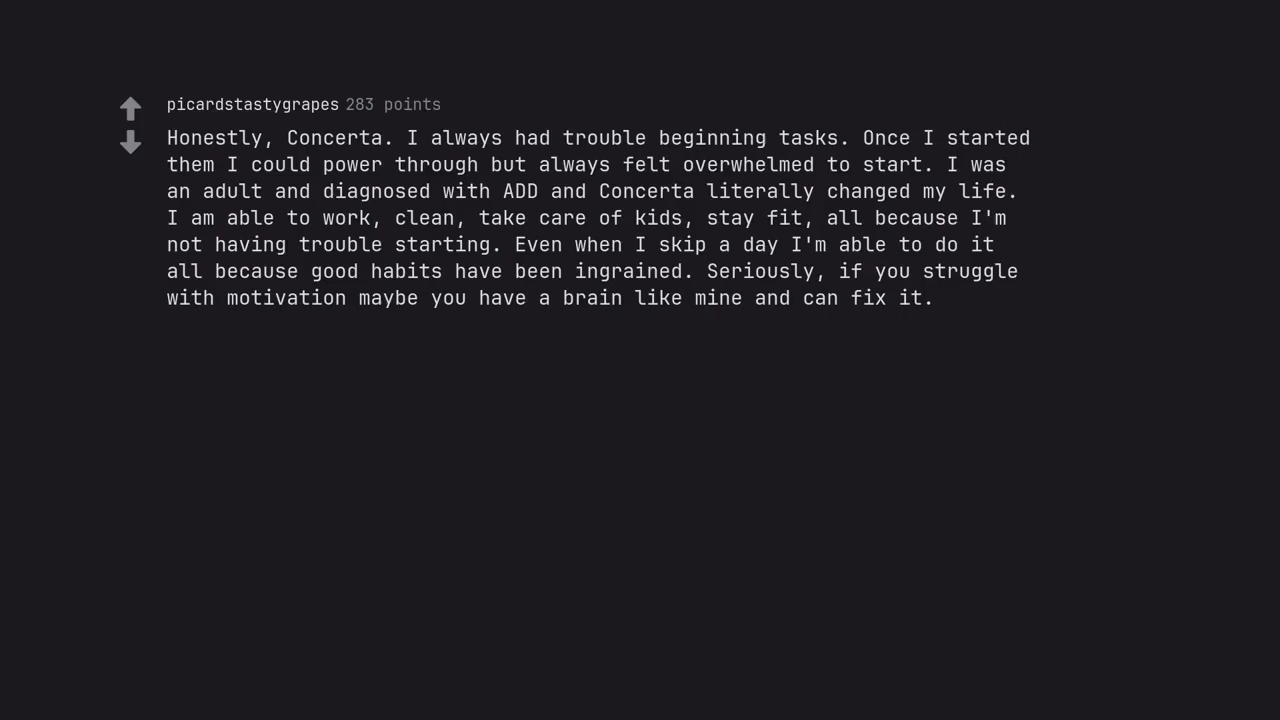 picardstastygrapes 283 points
Honestly, Concerta. I always had trouble beginning tasks. Once I started
them I could power through but always felt overwhelmed to start. I was
an adult and diagnosed with ADD and Concerta literally changed my life.
I am able to work, clean, take care of kids, stay fit, all because I'm
not having trouble starting. Even when I skip a day I'm able to do it
all because good habits have been ingrained. Seriously, if you struggle
with motivation maybe you have a brain like mine and can fix it.